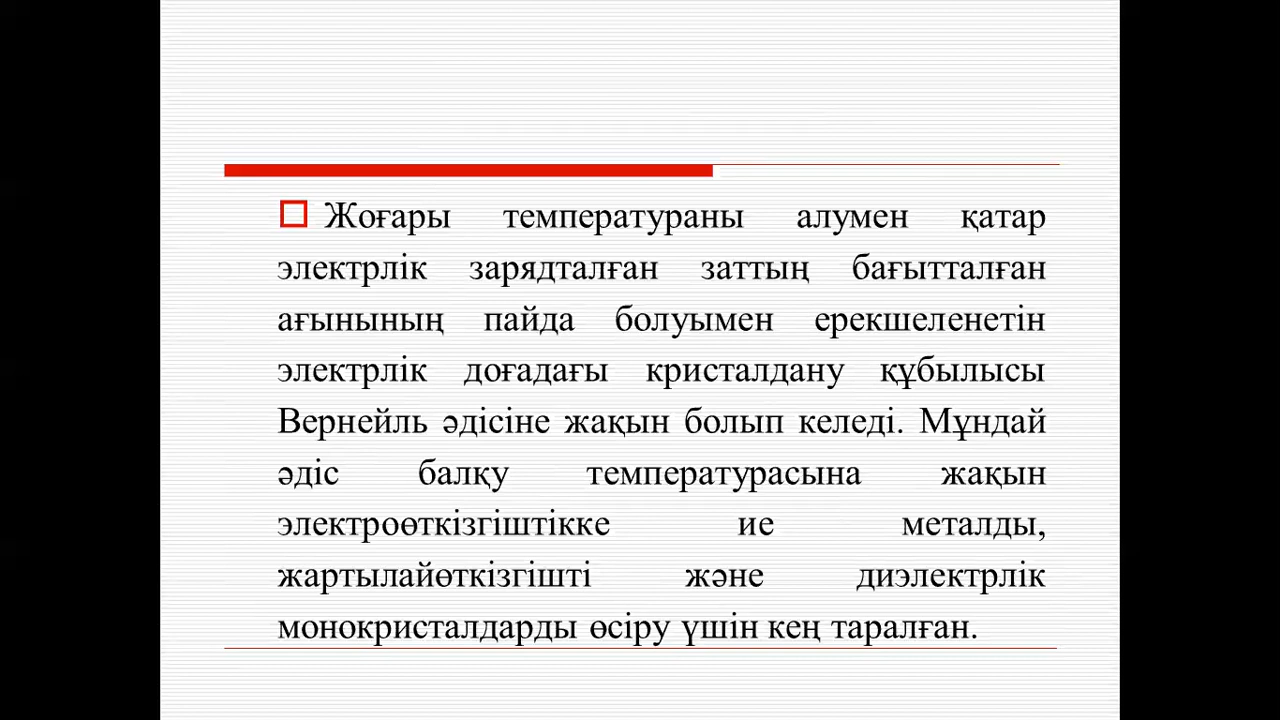 Жоғары температураны алумен қатар
электрлік зарядталған заттың бағытталған
ағынының пайда болуымен ерекшеленетін
электрлік доғадағы кристалдану құбылысы
Вернейль әдісіне жақын болып келеді. Мұндай
әдіс балқу температурасына жақын
электроөткізгіштікке ие металды,
жартылайөткізгішті және диэлектрлік
монокристалдарды өсіру үшін кең таралған.